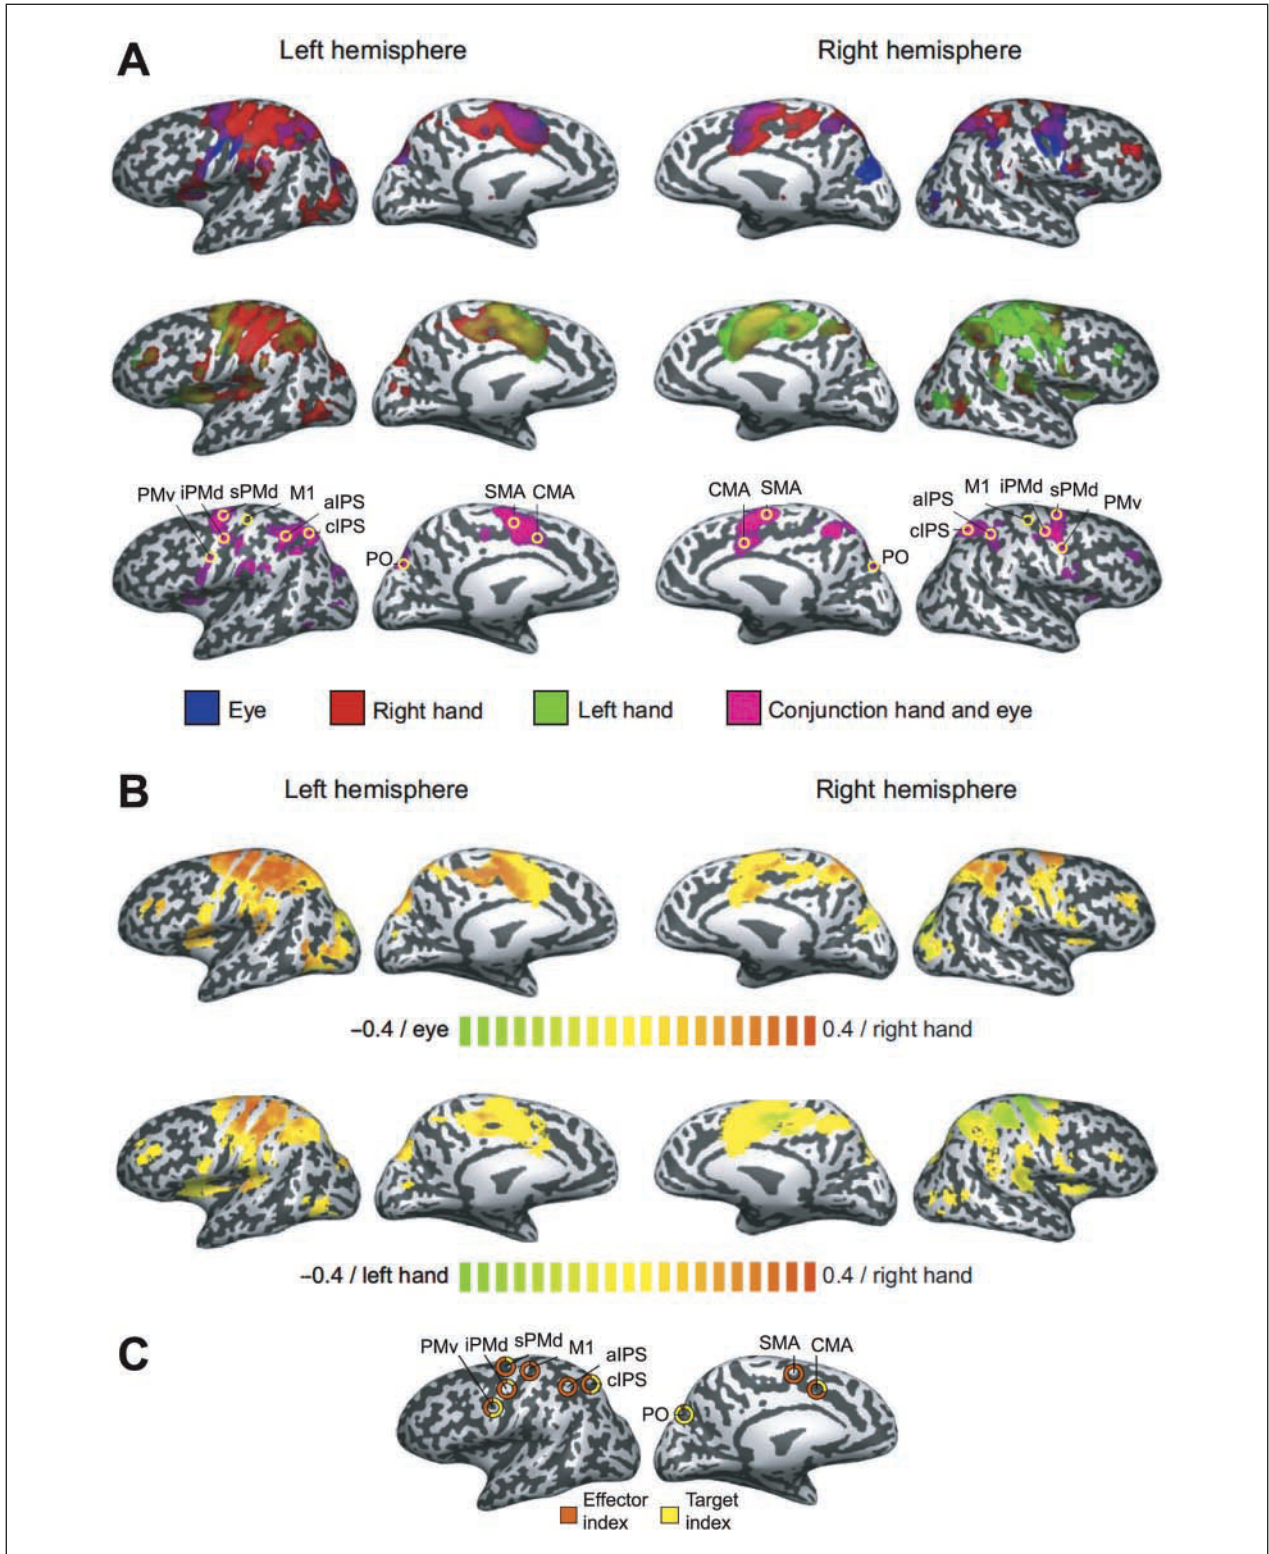 A
Left hemisphere
Right hemisphere
PMv iPMd sPMd M1
aIPS
cIPS
SMA CMA
PO
CMA SMA
PO
M1 iPMd sPMd
aIPS
PMv
cIPS
Eye
Right hand
Left hand
Conjunction hand and eye
B
Left hemisphere
Right hemisphere
–0.4 / eye
0.4 / right hand
–0.4 / left hand
0.4 / right hand
C
PMv iPMd sPMd M1
aIPS
cIPS
SMA CMA
PO
Effector
index
Target
index